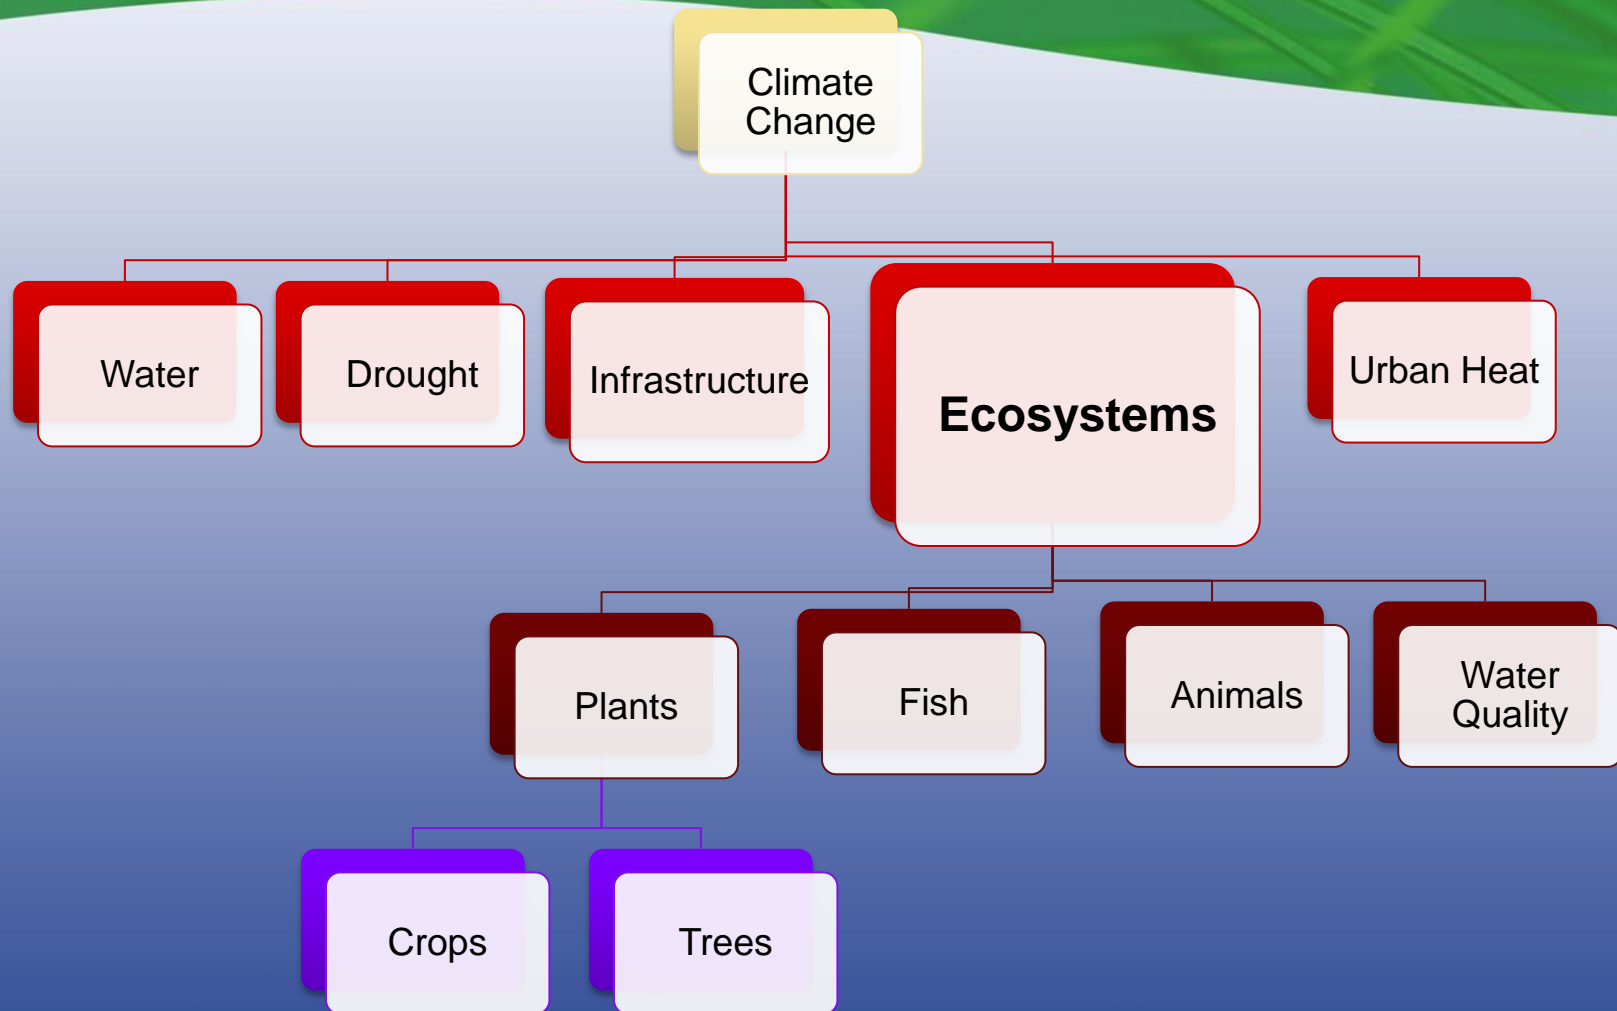 Climate
Change
Water
Drought
Infrastructure
Ecosystems
Urban Heat
Plants
Fish
Animals
Water
Quality
Crops
Trees